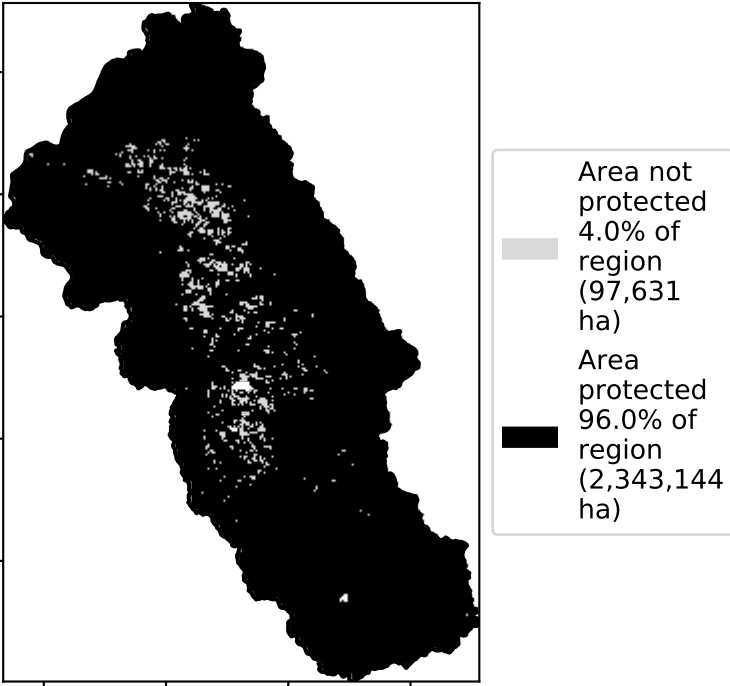 Area not
protected
4.0% of
region
(97,631
ha)
Area
protected
96.0% of
region
(2,343,144
ha)